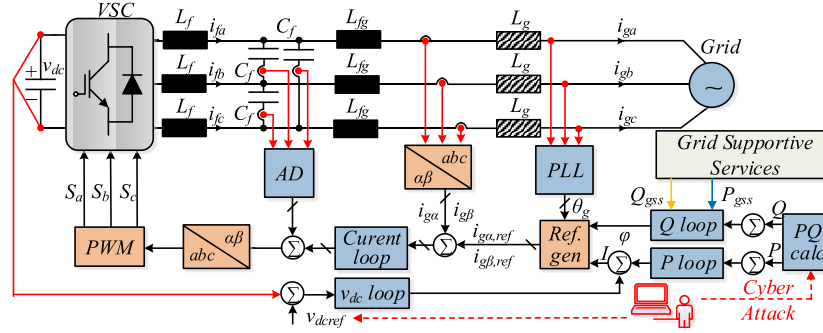 VSC
L_f i_fa C_f L_fg L_g i_ga Grid
+ v_dc − L_f i_fb C_f L_fg L_g i_gb ~
L_f i_fc C_f L_fg L_g i_gc
Grid Supportive
Services
AD
abc
αβ
PLL
S_a S_b S_c
Q_gss P_gss
i_gα i_gβ θ_g
PWM
αβ
abc
Σ
Curent
loop
Σ
i_gα,ref
i_gβ,ref
Ref.
gen
φ
I
Σ
Q loop
Σ
Q
P loop
Σ
P
PQ
calc
Σ
v_dc loop
v_dcref
Cyber
Attack